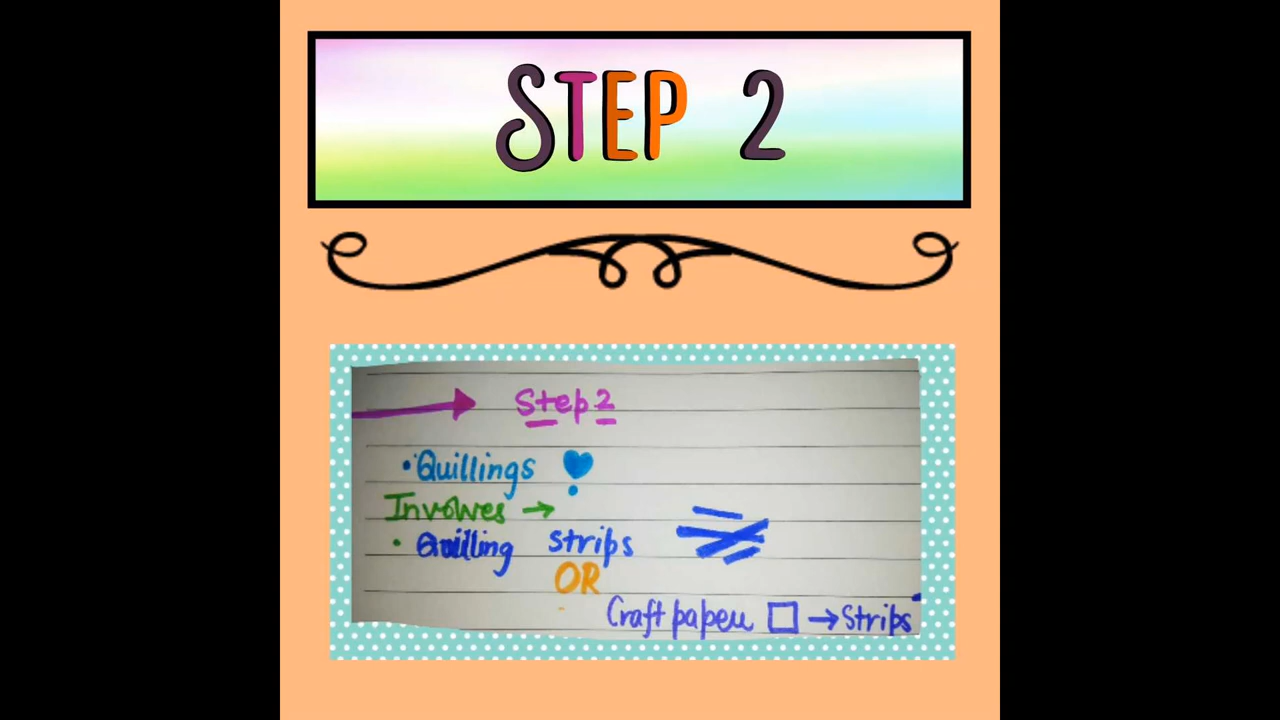 STEP 2
Step 2
• Quillings
Involves →
• Quilling strips
OR
Craft paper → Strips